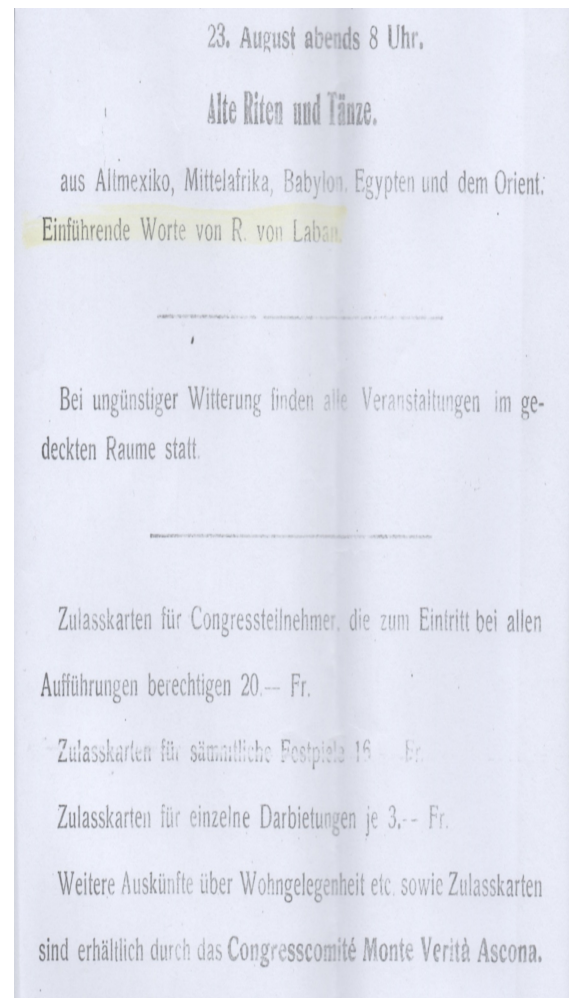 23. August abends 8 Uhr.
Alte Riten und Tänze.
aus Altmexiko, Mittelafrika, Babylon, Egypten und dem Orient.
Einführende Worte von R. von Laban.
Bei ungünstiger Witterung finden alle Veranstaltungen im ge-
deckten Raume statt.
Zulasskarten für Congressteilnehmer, die zum Eintritt bei allen
Aufführungen berechtigen 20.-- Fr.
Zulasskarten für sämmtliche Festpiele 16 Fr.
Zulasskarten für einzelne Darbietungen je 3.-- Fr.
Weitere Auskünfte über Wohngelegenheit etc. sowie Zulasskarten
sind erhältlich durch das Congresscomité Monte Verità Ascona.